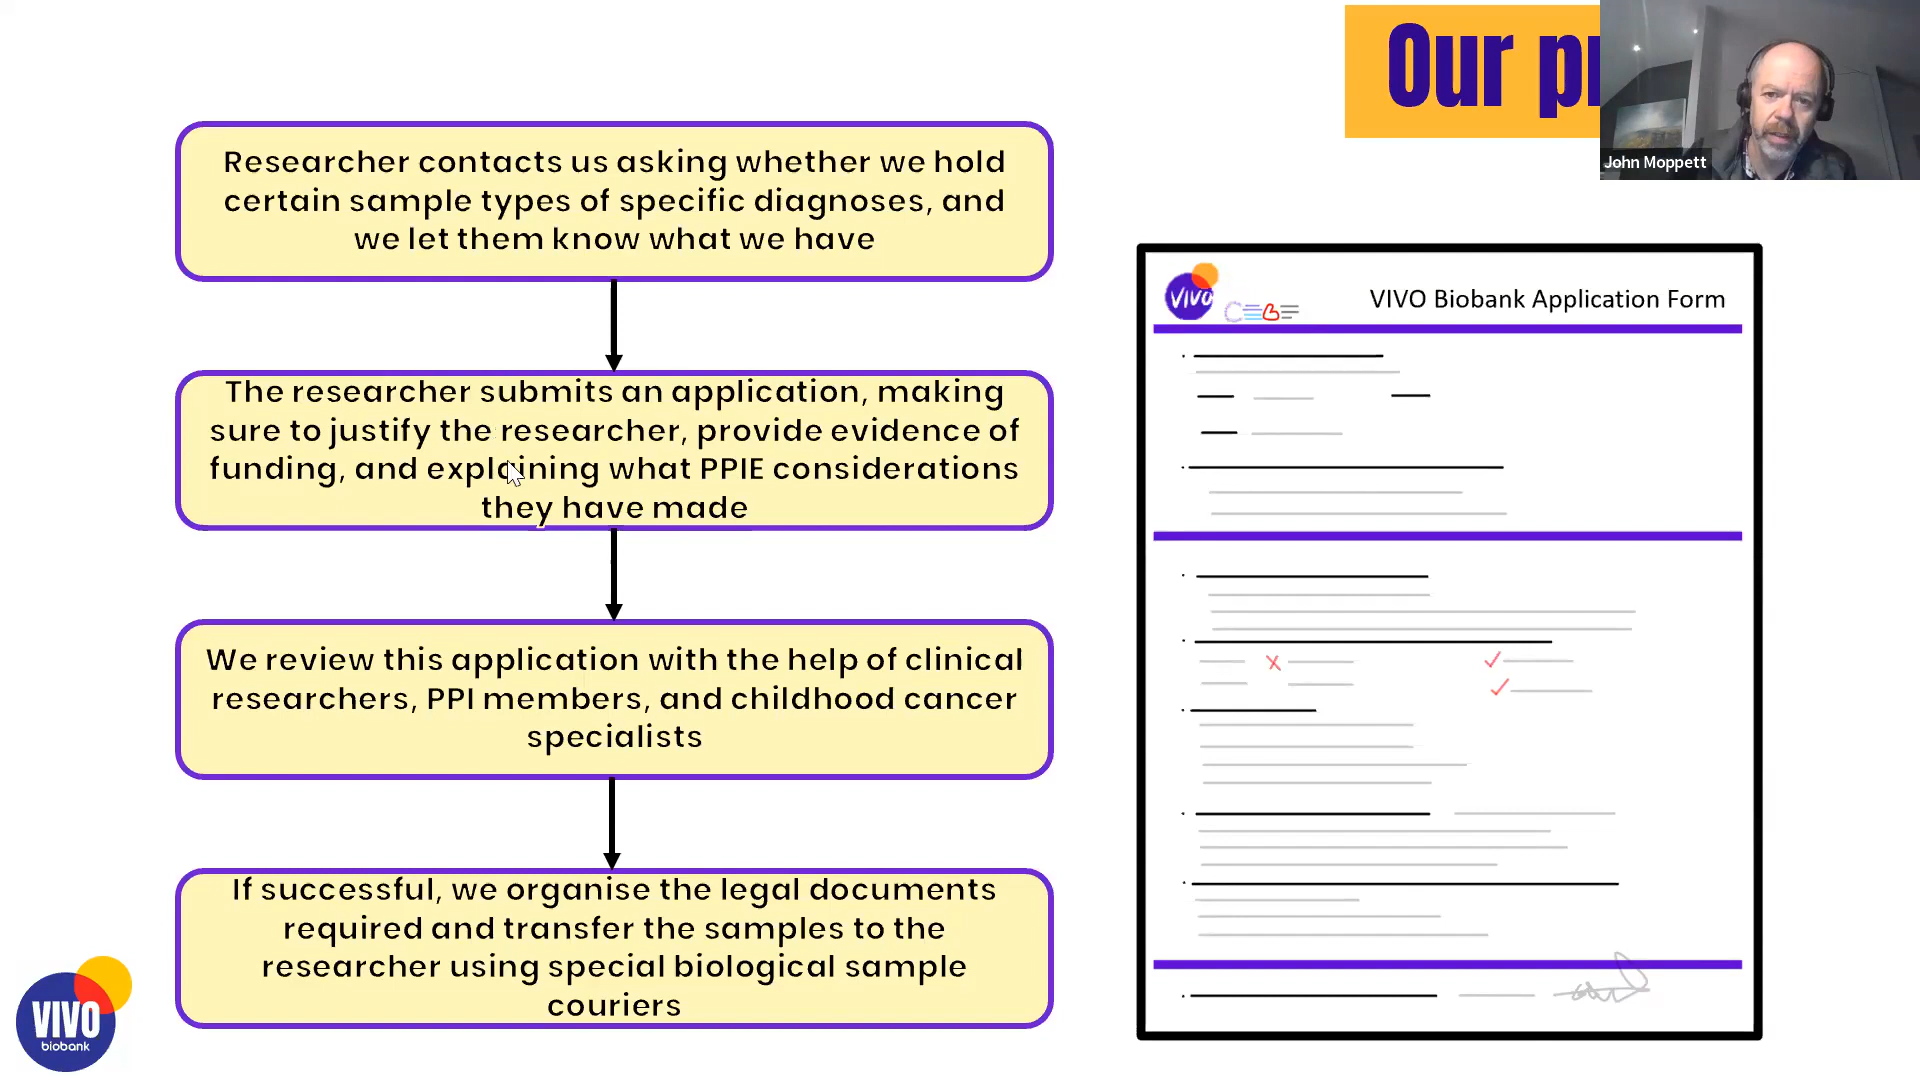 Our pr
John Moppett
Researcher contacts us asking whether we hold
certain sample types of specific diagnoses, and
we let them know what we have
The researcher submits an application, making
sure to justify the researcher, provide evidence of
funding, and explaining what PPIE considerations
they have made
We review this application with the help of clinical
researchers, PPI members, and childhood cancer
specialists
If successful, we organise the legal documents
required and transfer the samples to the
researcher using special biological sample
couriers
VIVO
VIVO Biobank Application Form
VIVO
biobank